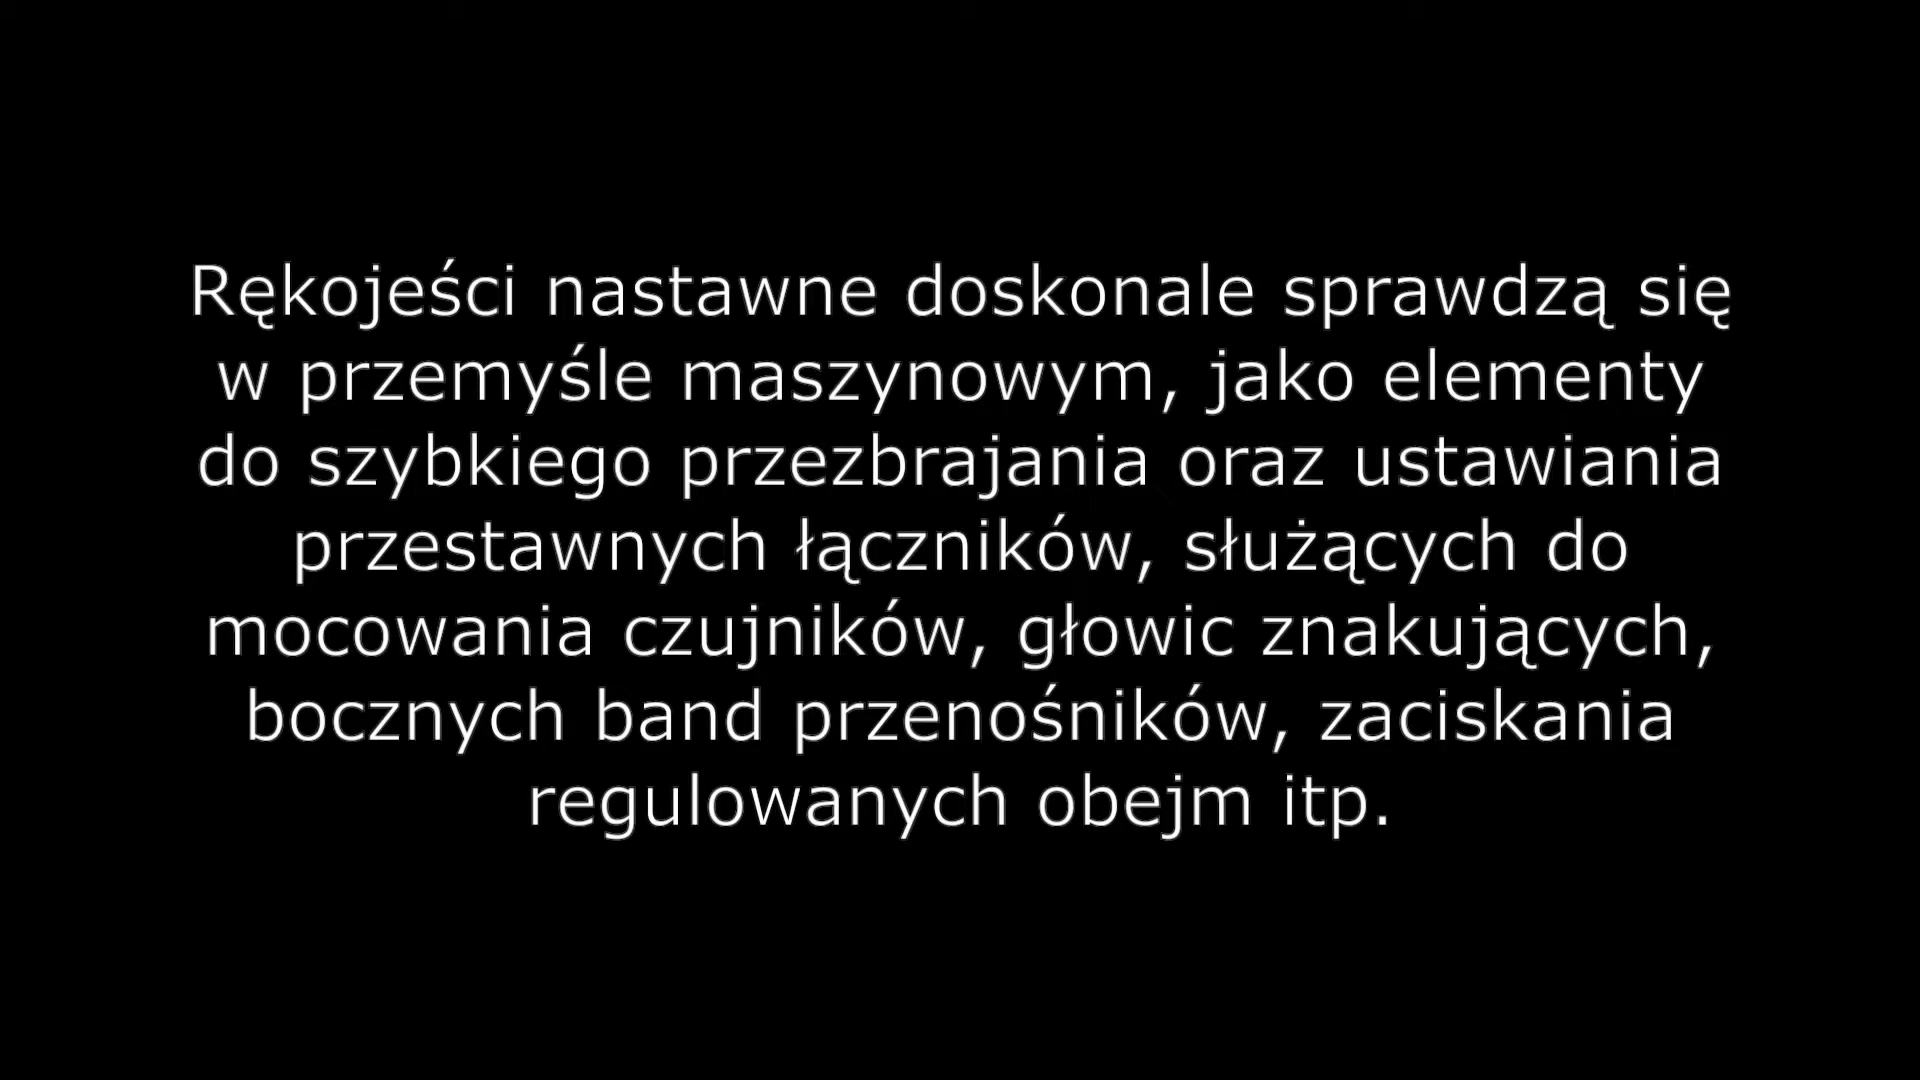 Rękojeści nastawne doskonale sprawdzą się
w przemyśle maszynowym, jako elementy
do szybkiego przezbrajania oraz ustawiania
przestawnych łączników, służących do
mocowania czujników, głowic znakujących,
bocznych band przenośników, zaciskania
regulowanych obejm itp.